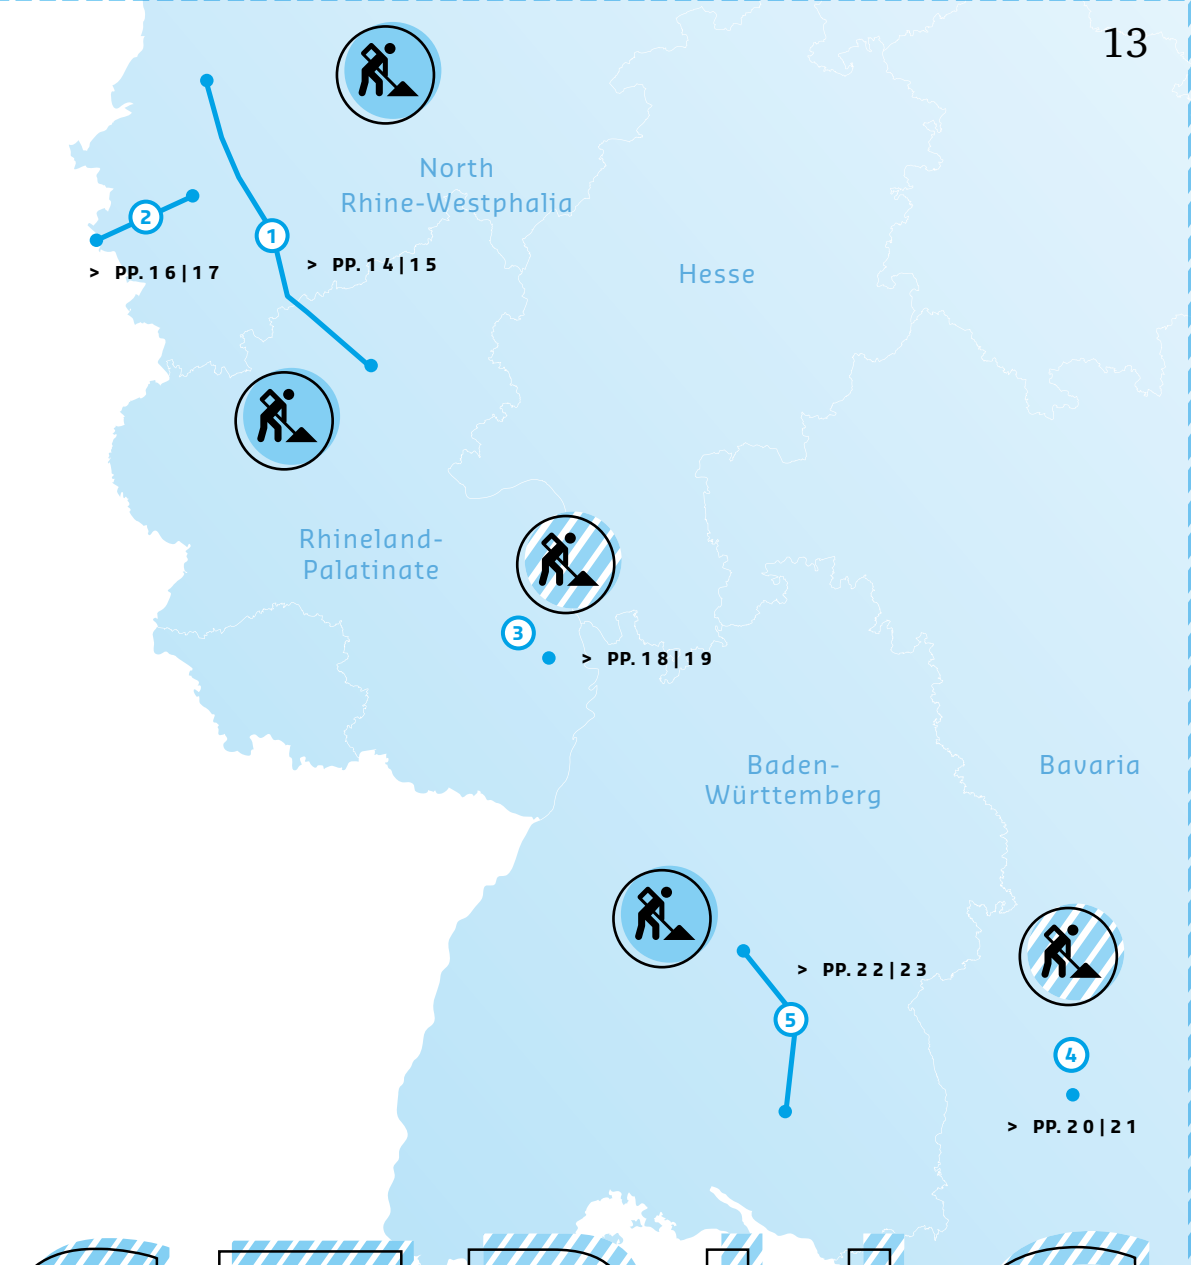 13
North
Rhine-Westphalia
2
1
> PP. 16|17
> PP. 14|15
Hesse
Rhineland-
Palatinate
3
> PP. 18|19
Baden-
Württemberg
Bavaria
> PP. 22|23
5
4
> PP. 20|21